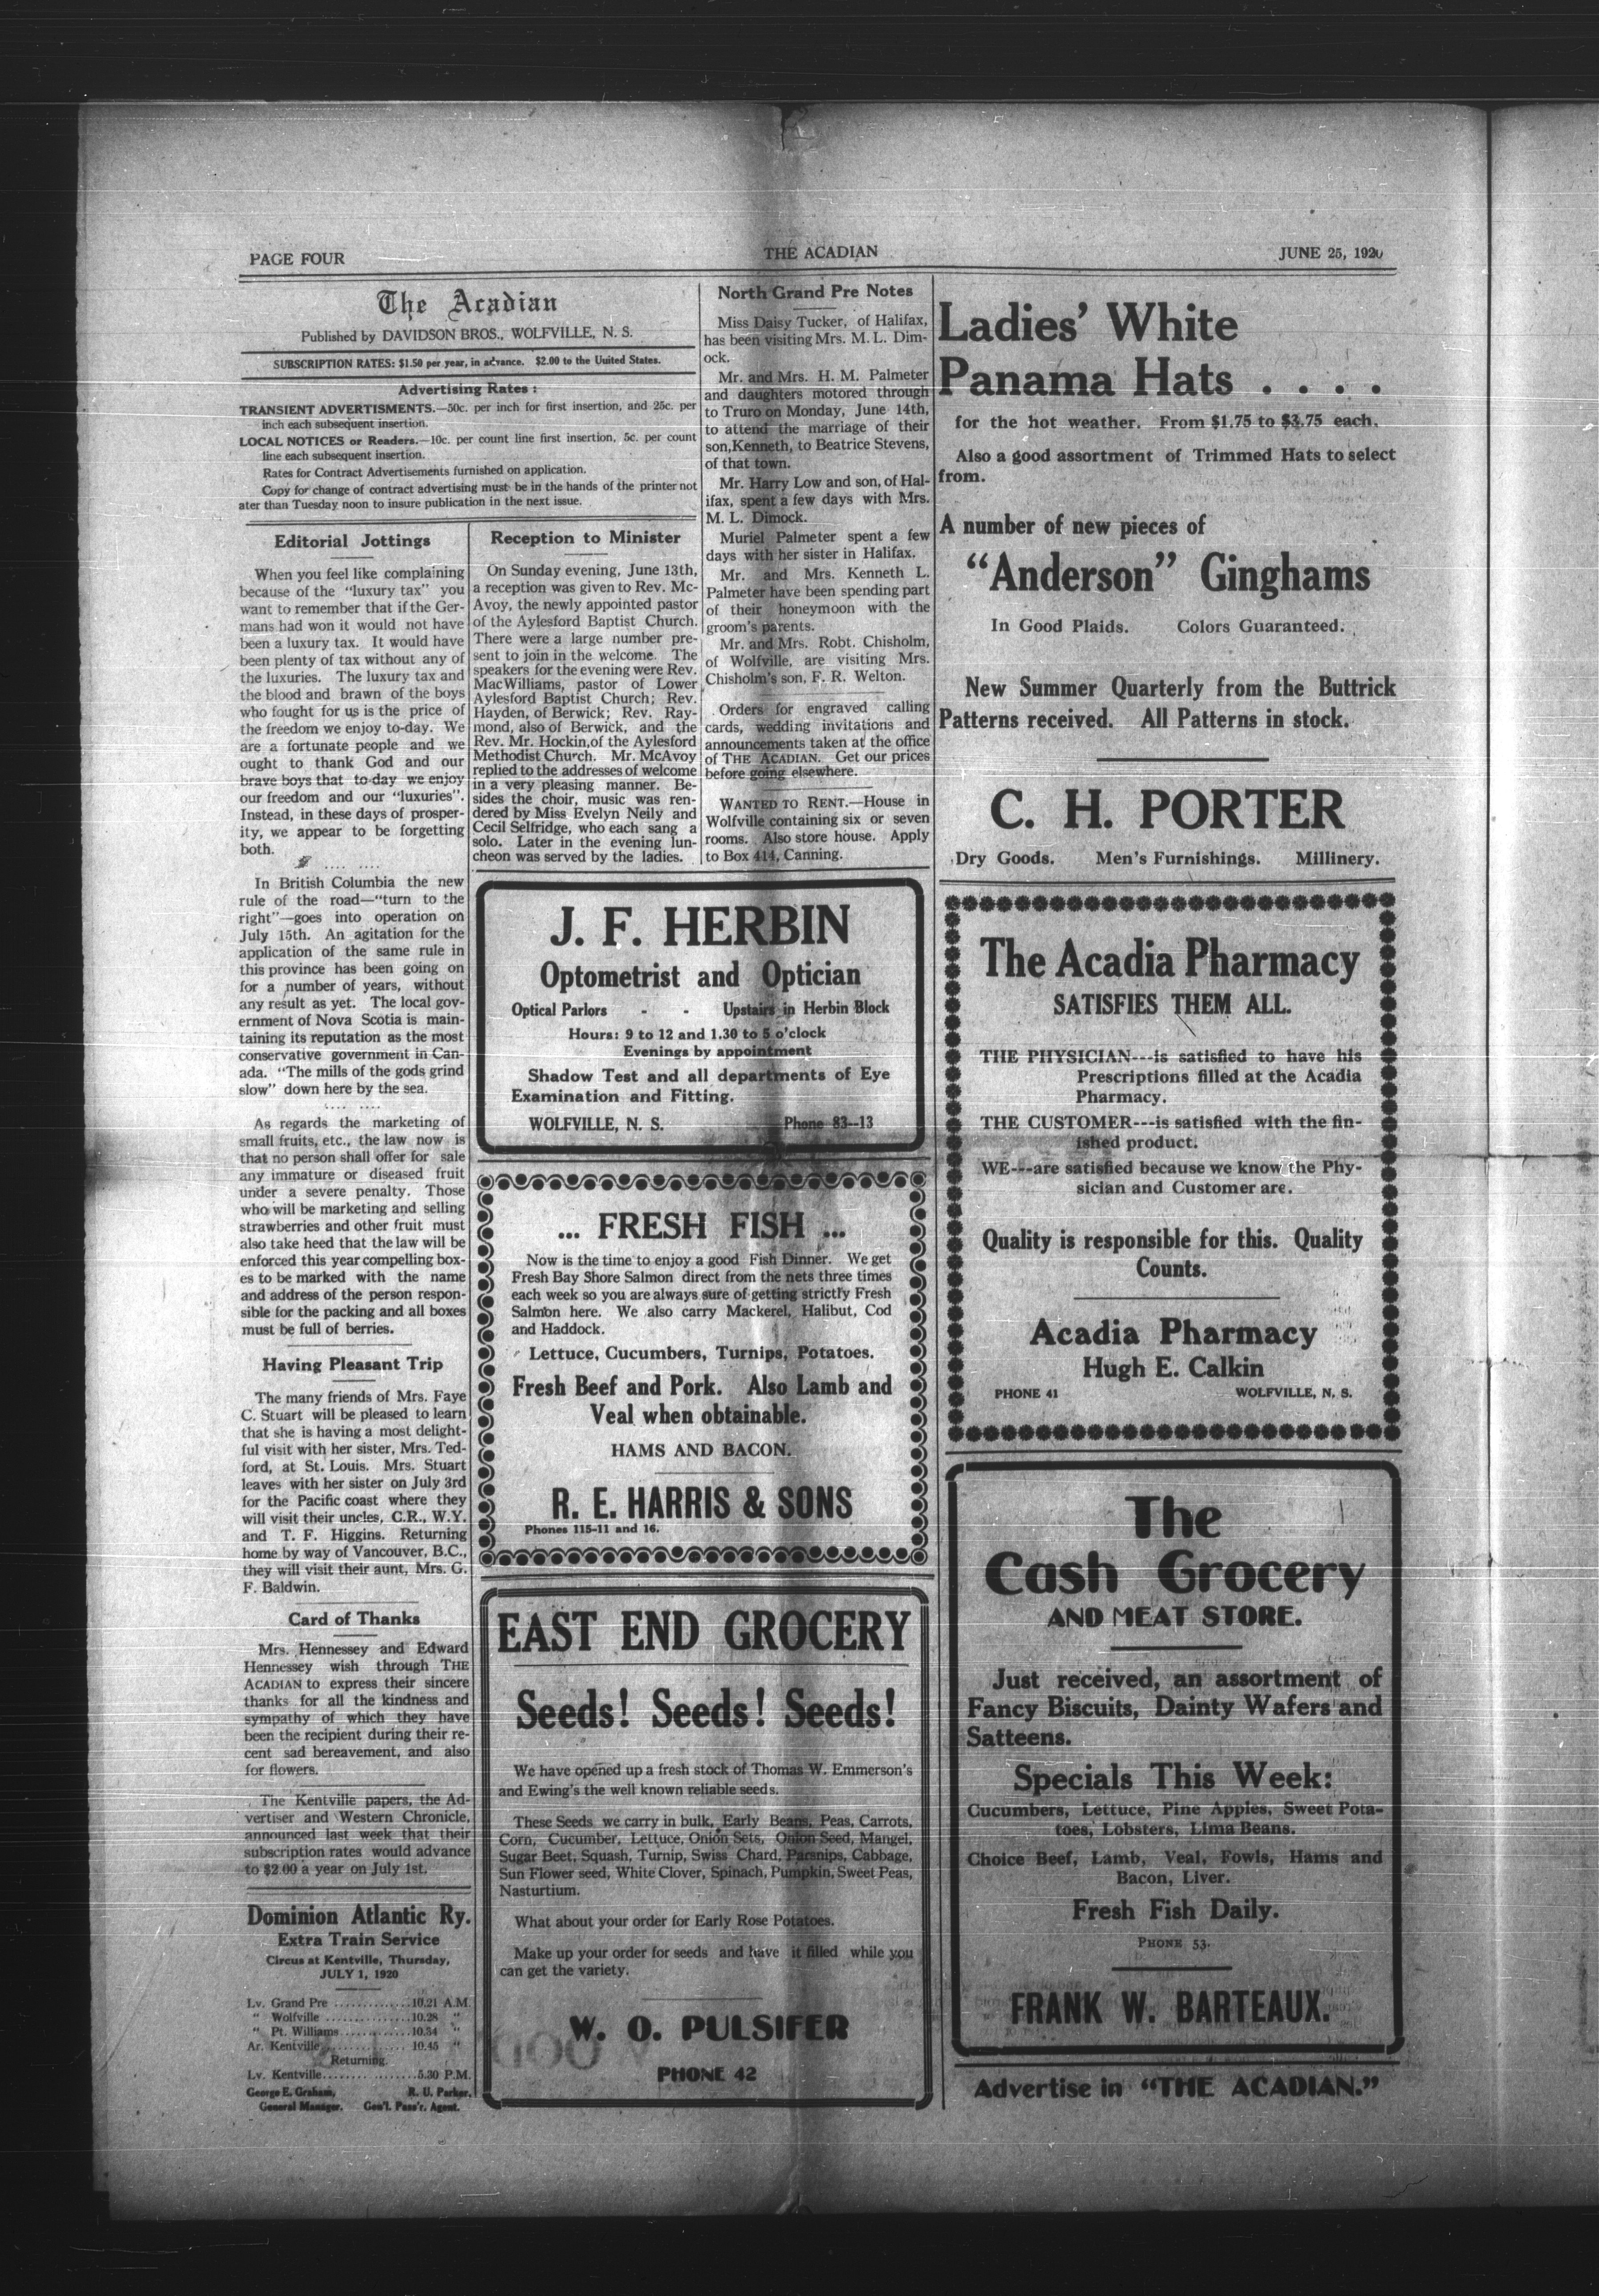 PAGE FOUR
THE ACADIAN
JUNE 25, 1920
The Acadian
Published by DAVIDSON BROS., WOLFVILLE, N. S.
SUBSCRIPTION RATES: $1.50 per year, in advance. $2.00 to the United States.
Advertising Rates :
TRANSIENT ADVERTISMENTS.—50c. per inch for first insertion, and 25c. per
inch each subsequent insertion.
LOCAL NOTICES or Readers.—10c. per count line first insertion, 5c. per count
line each subsequent insertion.
Rates for Contract Advertisements furnished on application.
Copy for change of contract advertising must be in the hands of the printer not
ater than Tuesday noon to insure publication in the next issue.
Editorial Jottings
When you feel like complaining
because of the "luxury tax" you
want to remember that if the Ger-
mans had won it would not have
been a luxury tax. It would have
been plenty of tax without any of
the luxuries. The luxury tax and
the blood and brawn of the boys
who fought for us is the price of
the freedom we enjoy to-day. We
are a fortunate people and we
ought to thank God and our
brave boys that to-day we enjoy
our freedom and our "luxuries".
Instead, in these days of prosper-
ity, we appear to be forgetting
both.
.... ....
In British Columbia the new
rule of the road—"turn to the
right"—goes into operation on
July 15th. An agitation for the
application of the same rule in
this province has been going on
for a number of years, without
any result as yet. The local gov-
ernment of Nova Scotia is main-
taining its reputation as the most
conservative government in Can-
ada. "The mills of the gods grind
slow" down here by the sea.
.... ....
As regards the marketing of
small fruits, etc., the law now is
that no person shall offer for sale
any immature or diseased fruit
under a severe penalty. Those
who will be marketing and selling
strawberries and other fruit must
also take heed that the law will be
enforced this year compelling box-
es to be marked with the name
and address of the person respon-
sible for the packing and all boxes
must be full of berries.
Having Pleasant Trip
The many friends of Mrs. Faye
C. Stuart will be pleased to learn
that she is having a most delight-
ful visit with her sister, Mrs. Ted-
ford, at St. Louis. Mrs. Stuart
leaves with her sister on July 3rd
for the Pacific coast where they
will visit their uncles, C.R., W.Y.
and T. F. Higgins. Returning
home by way of Vancouver, B.C.,
they will visit their aunt, Mrs. G.
F. Baldwin.
Card of Thanks
Mrs. Hennessey and Edward
Hennessey wish through THE
ACADIAN to express their sincere
thanks for all the kindness and
sympathy of which they have
been the recipient during their re-
cent sad bereavement, and also
for flowers.
The Kentville papers, the Ad-
vertiser and Western Chronicle,
announced last week that their
subscription rates would advance
to $2.00 a year on July 1st.
Dominion Atlantic Ry.
Extra Train Service
Circus at Kentville, Thursday,
JULY 1, 1920
Lv. Grand Pre ..............10.21 A.M.
" Wolfville ...............10.28 "
" Pt. Williams............10.34 "
Ar. Kentville.............. 10.45 "
Returning
Lv. Kentville.................5.30 P.M.
George E. Graham, R. U. Parker,
General Manager. Gen'l. Pass'r. Agent.
Reception to Minister
On Sunday evening, June 13th,
a reception was given to Rev. Mc-
Avoy, the newly appointed pastor
of the Aylesford Baptist Church.
There were a large number pre-
sent to join in the welcome. The
speakers for the evening were Rev.
MacWilliams, pastor of Lower
Aylesford Baptist Church; Rev.
Hayden, of Berwick; Rev. Ray-
mond, also of Berwick, and the
Rev. Mr. Hockin,of the Aylesford
Methodist Church. Mr. McAvoy
replied to the addresses of welcome
in a very pleasing manner. Be-
sides the choir, music was ren-
dered by Miss Evelyn Neily and
Cecil Selfridge, who each sang a
solo. Later in the evening lun-
cheon was served by the ladies.
North Grand Pre Notes
Miss Daisy Tucker, of Halifax,
has been visiting Mrs. M. L. Dim-
ock.
Mr. and Mrs. H. M. Palmeter
and daughters motored through
to Truro on Monday, June 14th,
to attend the marriage of their
son,Kenneth, to Beatrice Stevens,
of that town.
Mr. Harry Low and son, of Hal-
ifax, spent a few days with Mrs.
M. L. Dimock.
Muriel Palmeter spent a few
days with her sister in Halifax.
Mr. and Mrs. Kenneth L.
Palmeter have been spending part
of their honeymoon with the
groom's parents.
Mr. and Mrs. Robt. Chisholm,
of Wolfville, are visiting Mrs.
Chisholm's son, F. R. Welton.
Orders for engraved calling
cards, wedding invitations and
announcements taken at the office
of THE ACADIAN. Get our prices
before going elsewhere.
WANTED TO RENT.—House in
Wolfville containing six or seven
rooms. Also store house. Apply
to Box 414, Canning.
J. F. HERBIN
Optometrist and Optician
Optical Parlors - - Upstairs in Herbin Block
Hours: 9 to 12 and 1.30 to 5 o'clock
Evenings by appointment
Shadow Test and all departments of Eye
Examination and Fitting.
WOLFVILLE, N. S. Phone 83--13
... FRESH FISH ...
Now is the time to enjoy a good Fish Dinner. We get
Fresh Bay Shore Salmon direct from the nets three times
each week so you are always sure of getting strictly Fresh
Salmon here. We also carry Mackerel, Halibut, Cod
and Haddock.
Lettuce, Cucumbers, Turnips, Potatoes.
Fresh Beef and Pork. Also Lamb and
Veal when obtainable.
HAMS AND BACON.
R. E. HARRIS & SONS
Phones 115-11 and 16.
EAST END GROCERY
Seeds! Seeds! Seeds!
We have opened up a fresh stock of Thomas W. Emmerson's
and Ewing's the well known reliable seeds.
These Seeds we carry in bulk, Early Beans, Peas, Carrots,
Corn, Cucumber, Lettuce, Onion Sets, Onion Seed, Mangel,
Sugar Beet, Squash, Turnip, Swiss Chard, Parsnips, Cabbage,
Sun Flower seed, White Clover, Spinach, Pumpkin, Sweet Peas,
Nasturtium.
What about your order for Early Rose Potatoes.
Make up your order for seeds and have it filled while you
can get the variety.
W. O. PULSIFER
PHONE 42
Ladies' White
Panama Hats . . . .
for the hot weather. From $1.75 to $3.75 each.
Also a good assortment of Trimmed Hats to select
from.
A number of new pieces of
"Anderson" Ginghams
In Good Plaids. Colors Guaranteed.
New Summer Quarterly from the Buttrick
Patterns received. All Patterns in stock.
C. H. PORTER
Dry Goods. Men's Furnishings. Millinery.
The Acadia Pharmacy
SATISFIES THEM ALL.
THE PHYSICIAN---is satisfied to have his
Prescriptions filled at the Acadia
Pharmacy.
THE CUSTOMER---is satisfied with the fin-
ished product.
WE---are satisfied because we know the Phy-
sician and Customer are.
Quality is responsible for this. Quality
Counts.
Acadia Pharmacy
Hugh E. Calkin
PHONE 41 WOLFVILLE, N. S.
The
Cash Grocery
AND MEAT STORE.
Just received, an assortment of
Fancy Biscuits, Dainty Wafers and
Satteens.
Specials This Week:
Cucumbers, Lettuce, Pine Apples, Sweet Pota-
toes, Lobsters, Lima Beans.
Choice Beef, Lamb, Veal, Fowls, Hams and
Bacon, Liver.
Fresh Fish Daily.
PHONE 53.
FRANK W. BARTEAUX.
Advertise in "THE ACADIAN."